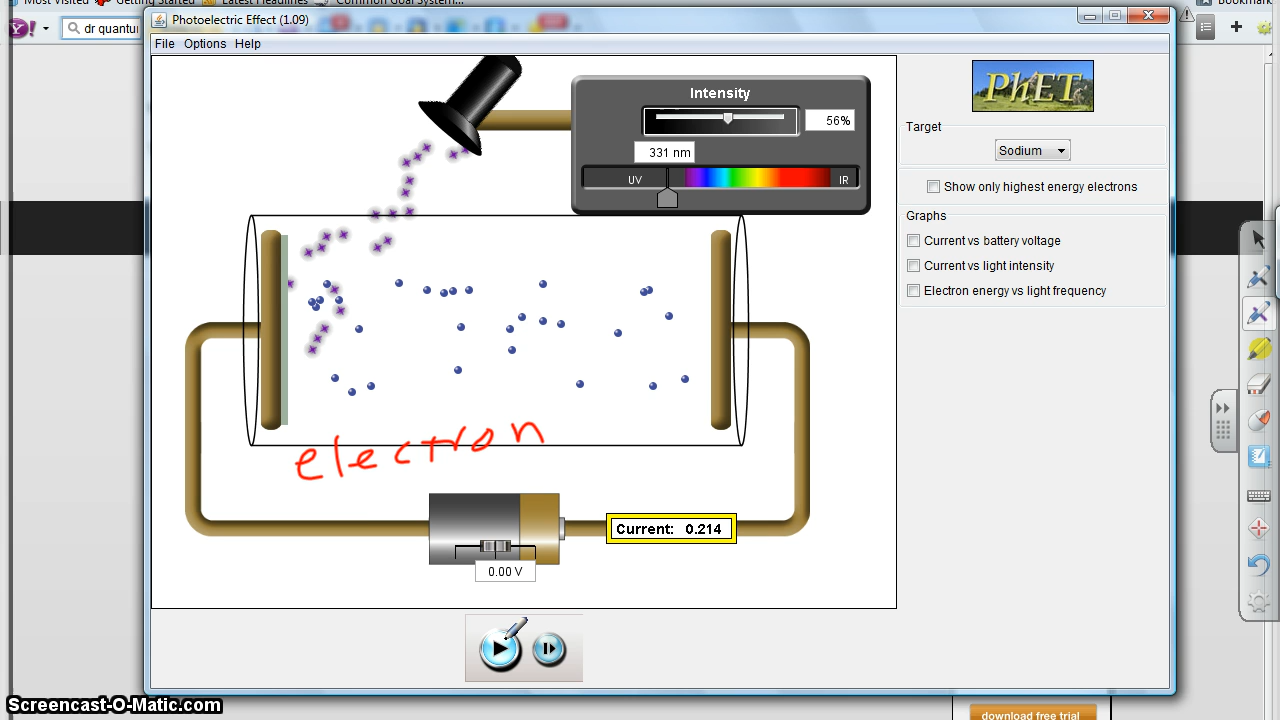 Most Visited
Getting Started
Latest Headlines
Common Goal System...
Bookmark
Y!
dr quantu
Photoelectric Effect (1.09)
File Options Help
Intensity
56%
331 nm
UV
IR
PhET
Target
Sodium
Show only highest energy electrons
Graphs
Current vs battery voltage
Current vs light intensity
Electron energy vs light frequency
electron
Current: 0.214
0.00 V
Screencast-O-Matic.com
download free trial